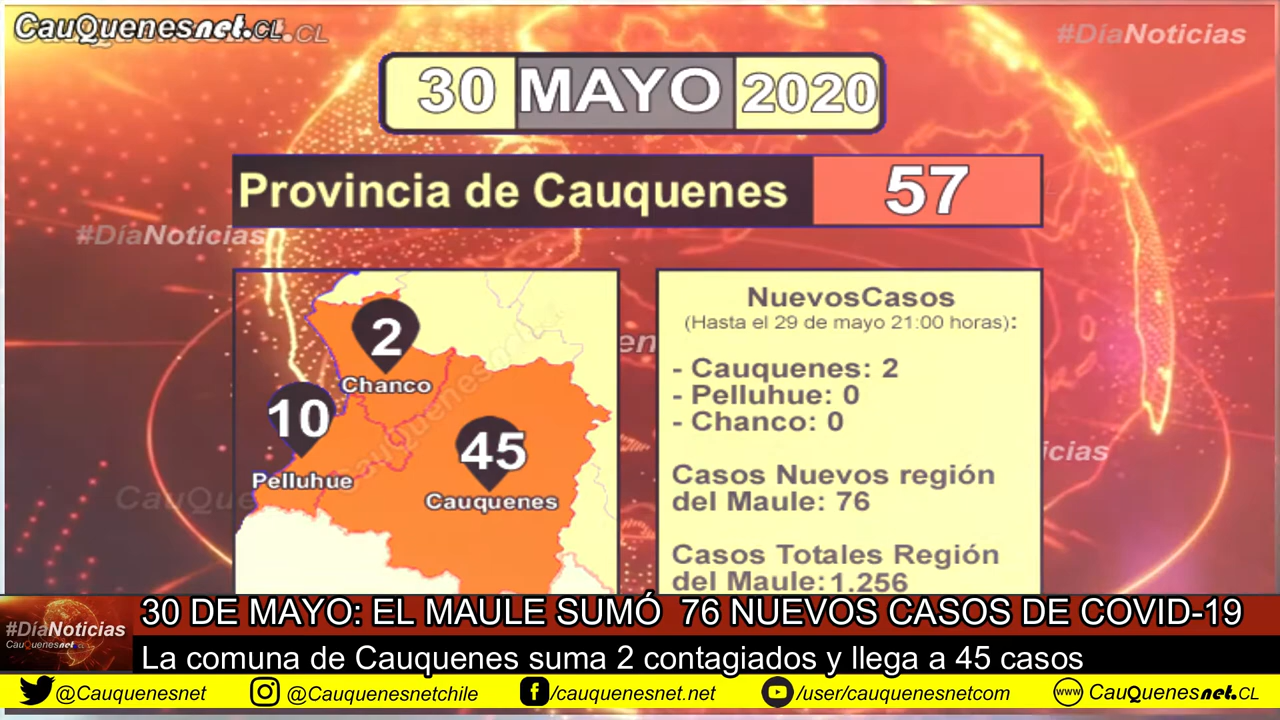 CauQuenesnet.CL
#DíaNoticias
30 MAYO 2020
Provincia de Cauquenes 57
#DíaNoticias
2
Chanco
10
Pelluhue
45
Cauquenes
NuevosCasos
(Hasta el 29 de mayo 21:00 horas):
- Cauquenes: 2
- Pelluhue: 0
- Chanco: 0
Casos Nuevos región
del Maule: 76
Casos Totales Región
del Maule:1.256
30 DE MAYO: EL MAULE SUMÓ 76 NUEVOS CASOS DE COVID-19
#DíaNoticias
CauQuenesnet.CL
La comuna de Cauquenes suma 2 contagiados y llega a 45 casos
@Cauquenesnet @Cauquenesnetchile /cauquenesnet.net /user/cauquenesnetcom www CauQuenesnet.CL